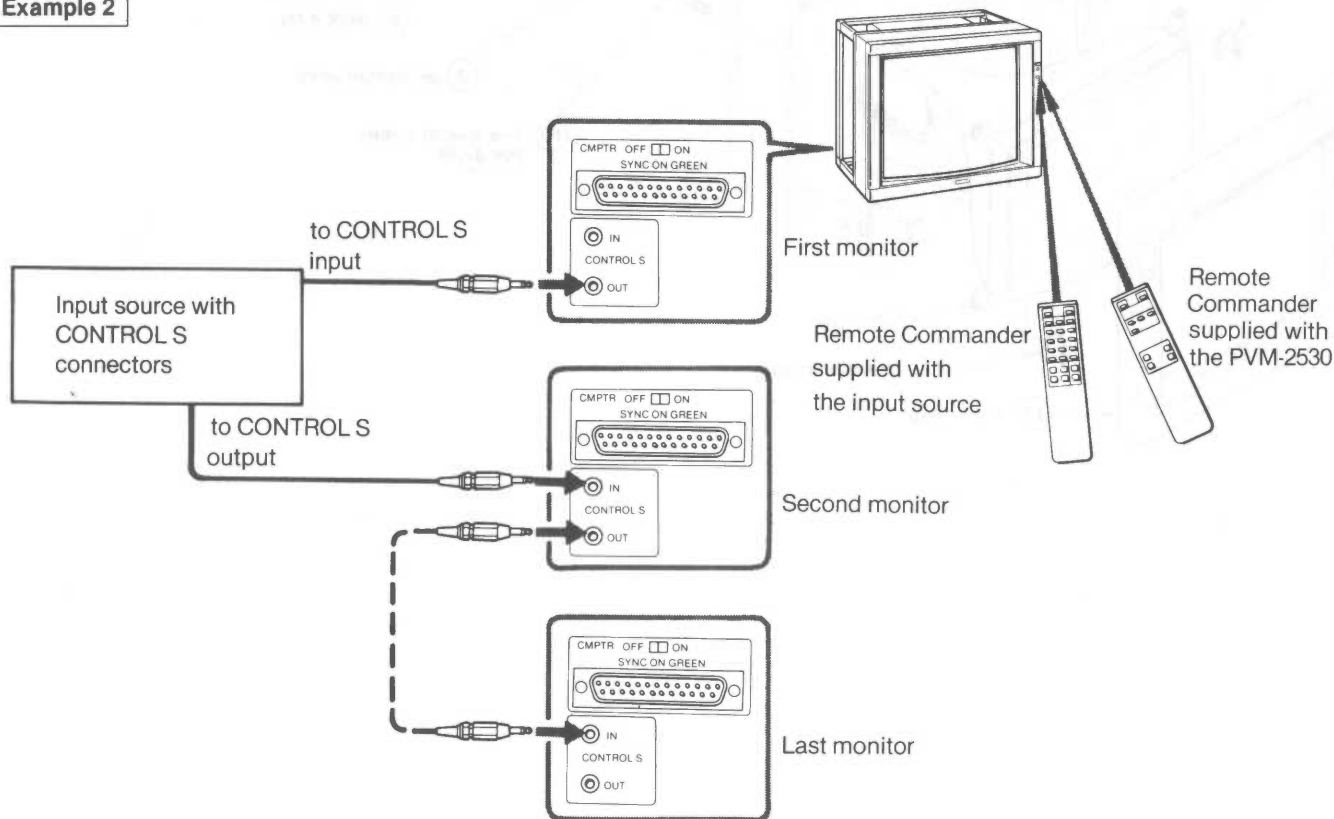 Example 2
CMPTR OFF ON
SYNC ON GREEN
IN
CONTROL S
OUT
First monitor
to CONTROL S
input
Input source with
CONTROL S
connectors
to CONTROL S
output
Remote Commander
supplied with
the input source
Remote
Commander
supplied with
the PVM-2530
CMPTR OFF ON
SYNC ON GREEN
IN
CONTROL S
OUT
Second monitor
CMPTR OFF ON
SYNC ON GREEN
IN
CONTROL S
OUT
Last monitor